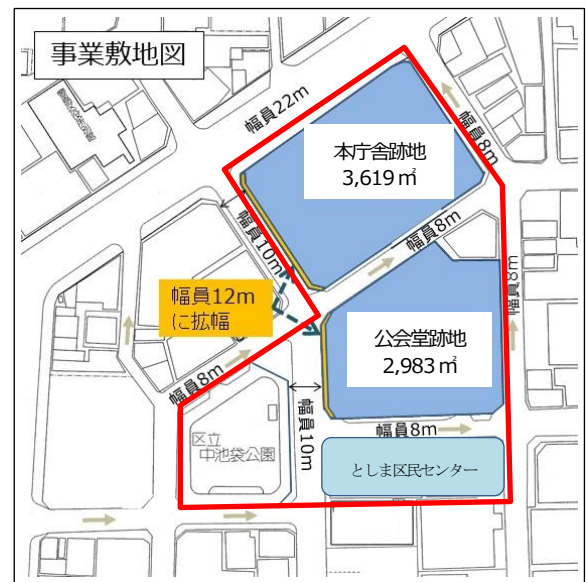 事業敷地図
幅員22m
本庁舎跡地
3,619㎡
幅員8m
幅員10m
幅員8m
幅員12m
に拡幅
公会堂跡地
2,983㎡
幅員8m
幅員8m
幅員10m
幅員8m
区立
中池袋公園
としま区民センター